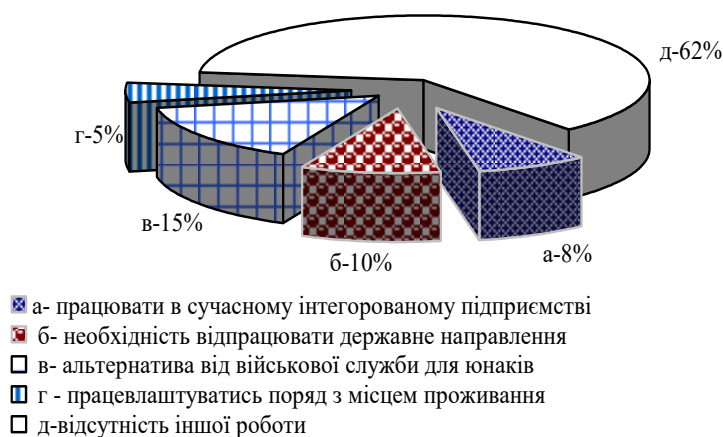 д-62%
г-5%
в-15%
б-10%
а-8%
а- працювати в сучасному інтегорованому підприємстві
б- необхідність відпрацювати державне направлення
в- альтернатива від військової служби для юнаків
г - працевлаштуватись поряд з місцем проживання
д-відсутність іншої роботи